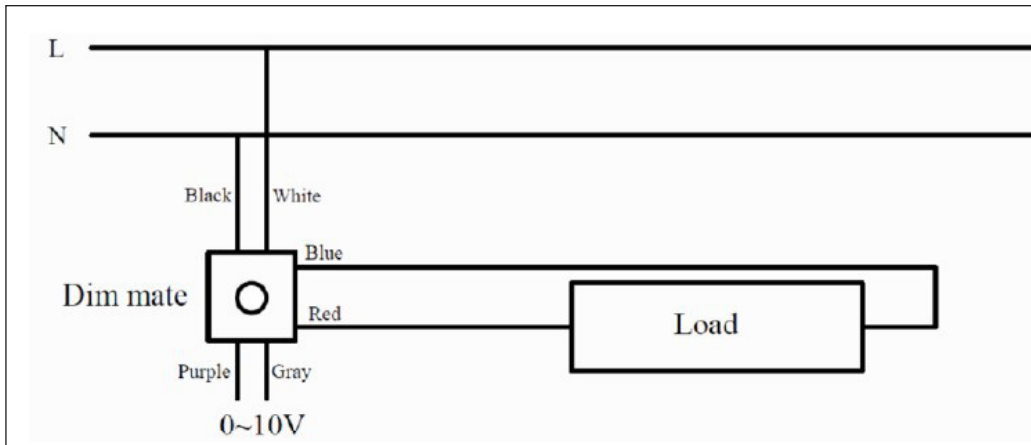 L
N
Black White
Blue
Dim mate
Red
Load
Purple Gray
0~10V